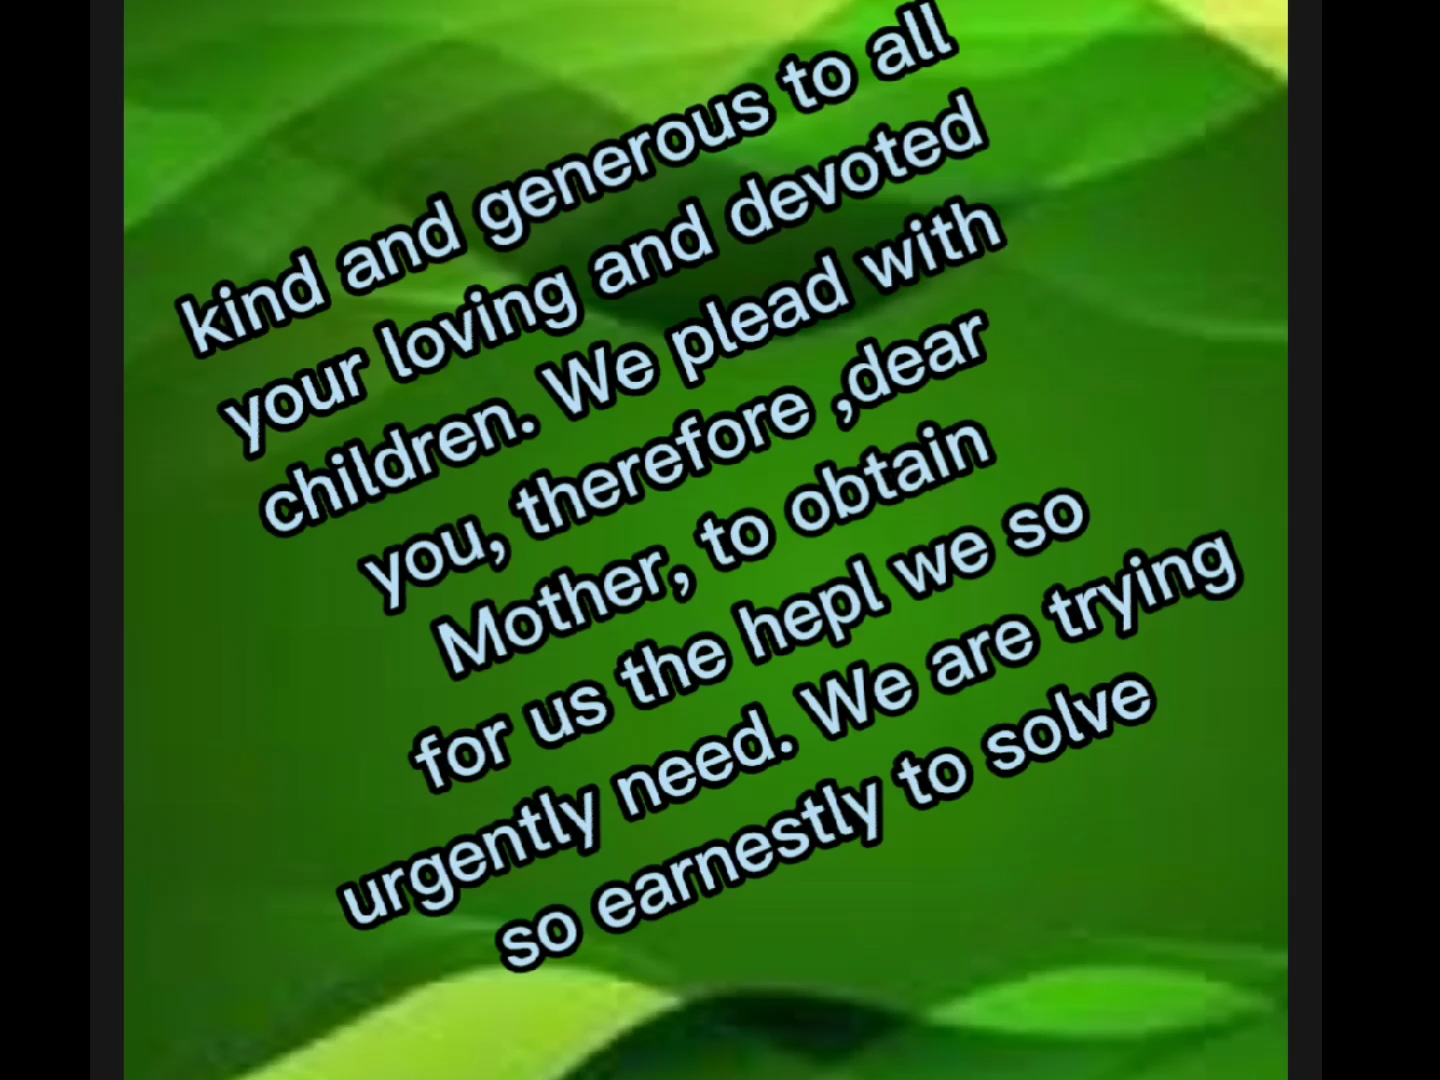 kind and generous to all
your loving and devoted
children. We plead with
you, therefore ,dear
Mother, to obtain
for us the hepl we so
urgently need. We are trying
so earnestly to solve